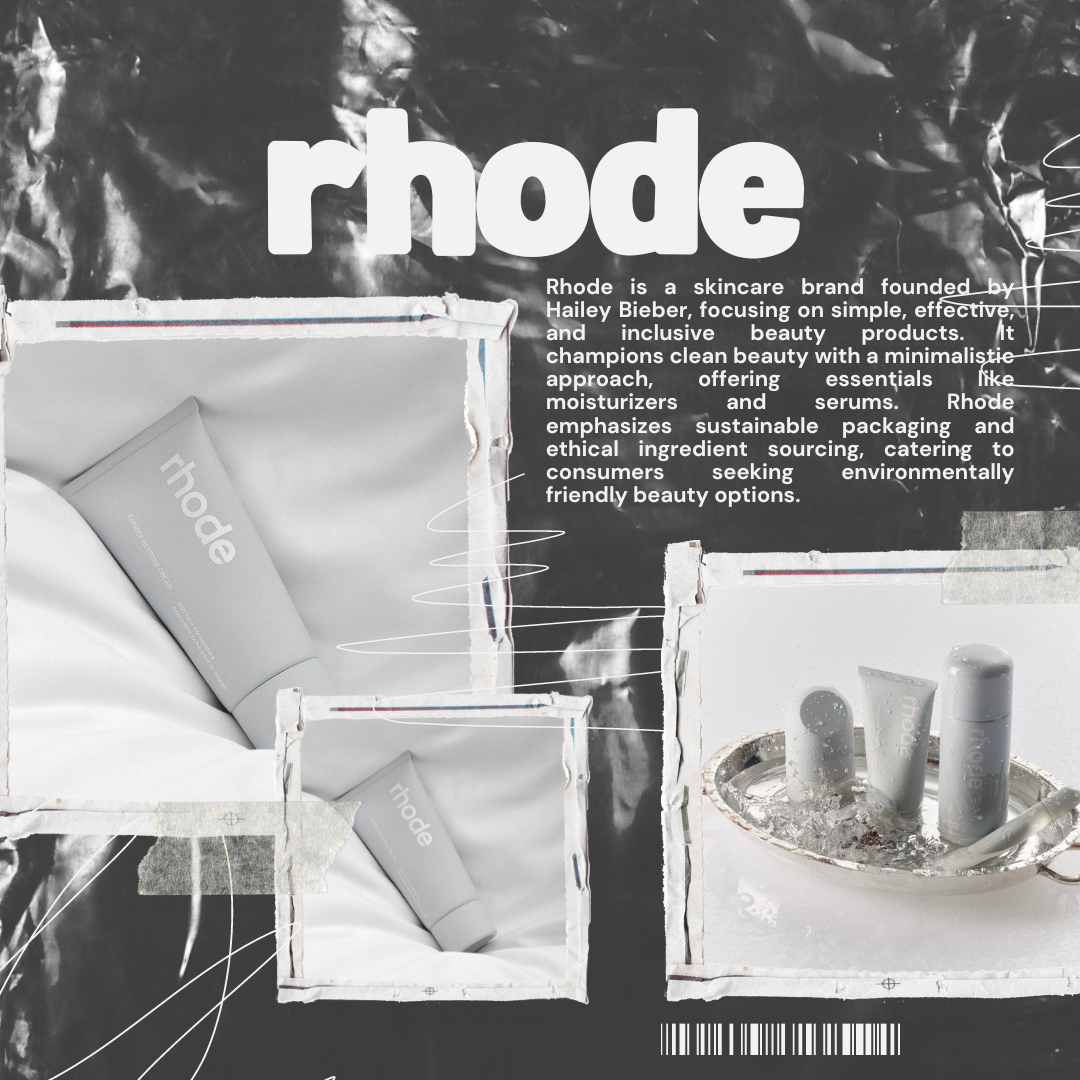 rhode
Rhode is a skincare brand founded by
Hailey Bieber, focusing on simple, effective,
and inclusive beauty products. It
champions clean beauty with a minimalistic
approach, offering essentials like
moisturizers and serums. Rhode
emphasizes sustainable packaging and
ethical ingredient sourcing, catering to
consumers seeking environmentally
friendly beauty options.
rhode
rhode
rhode
rhode